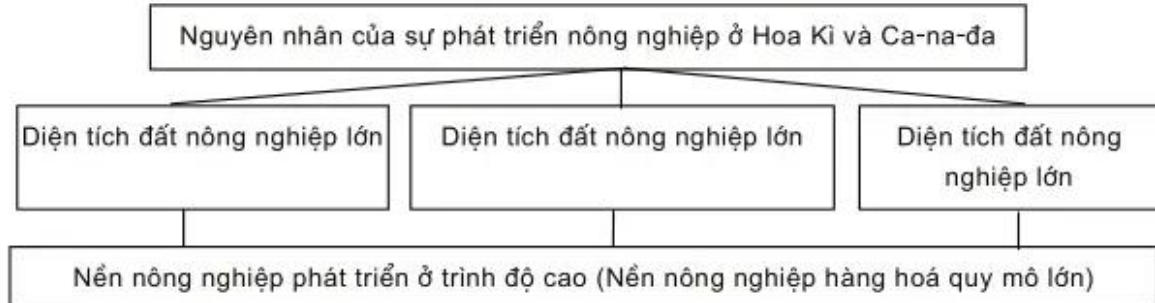 Nguyên nhân của sự phát triển nông nghiệp ở Hoa Kì và Ca-na-đa
Diện tích đất nông nghiệp lớn
Diện tích đất nông nghiệp lớn
Diện tích đất nông
nghiệp lớn
Nền nông nghiệp phát triển ở trình độ cao (Nền nông nghiệp hàng hoá quy mô lớn)